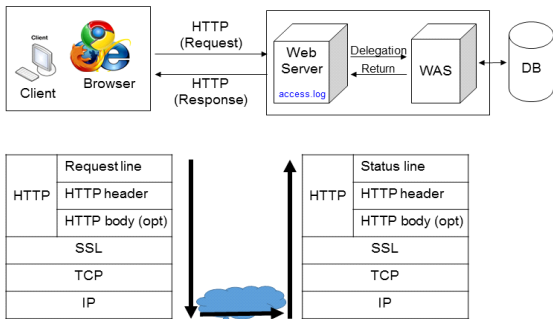 Client
Client
Browser
HTTP
(Request)
HTTP
(Response)
Web
Server
access.log
Delegation
Return
WAS
DB
HTTP
Request line
HTTP header
HTTP body (opt)
SSL
TCP
IP
HTTP
Status line
HTTP header
HTTP body (opt)
SSL
TCP
IP